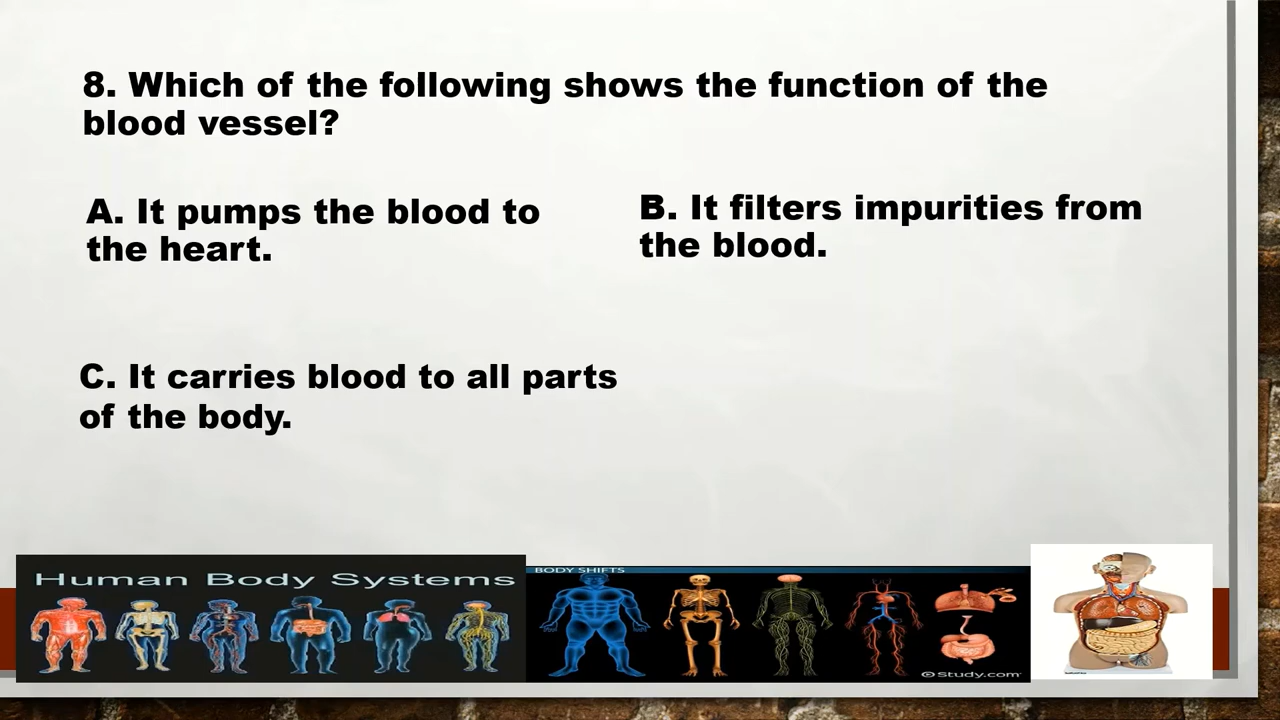 8. Which of the following shows the function of the
blood vessel?
A. It pumps the blood to
the heart.
B. It filters impurities from
the blood.
C. It carries blood to all parts
of the body.
Human Body Systems
BODY SHIFTS
Study.com